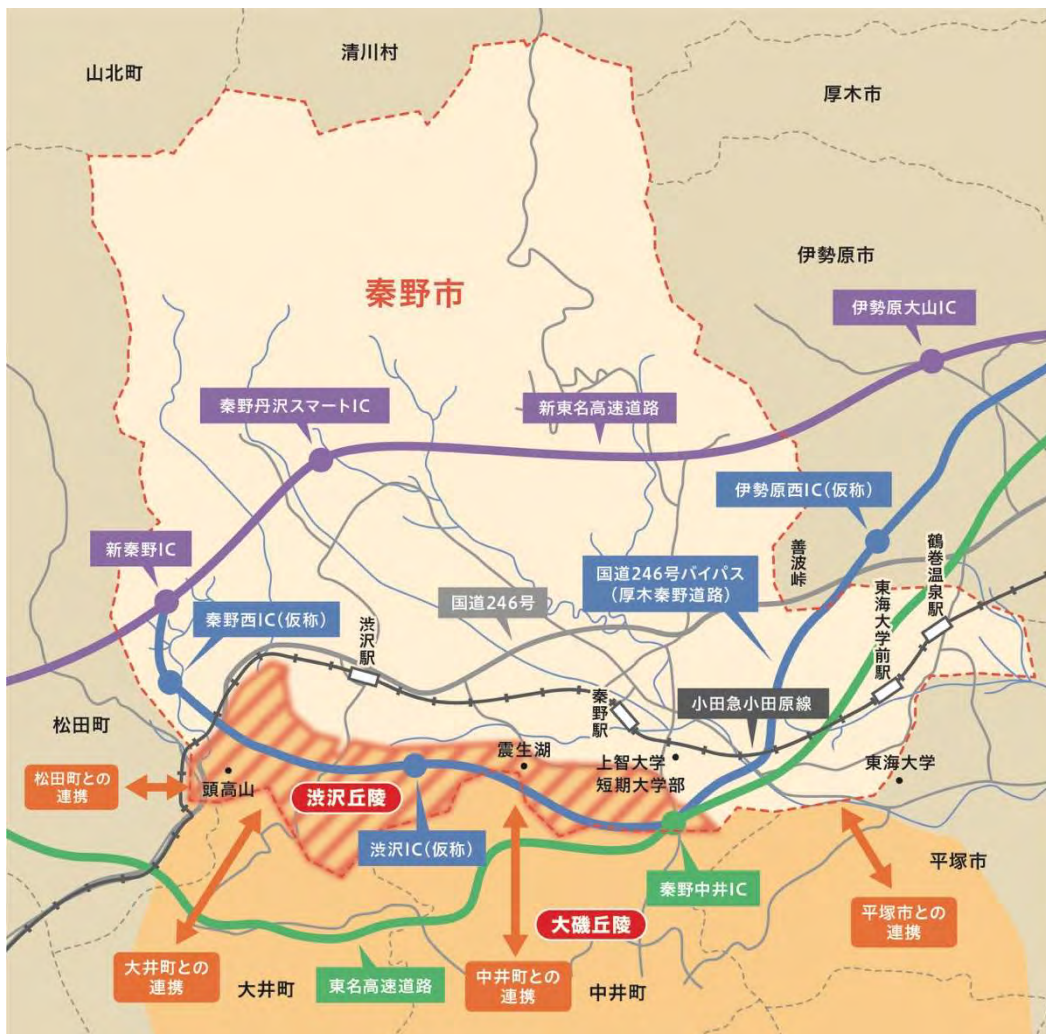 清川村
山北町
厚木市
伊勢原市
秦野市
伊勢原大山IC
秦野丹沢スマートIC
新東名高速道路
伊勢原西IC(仮称)
新秦野IC
善波峠
鶴巻温泉駅
国道246号バイパス
(厚木秦野道路)
国道246号
秦野西IC(仮称)
渋沢駅
東海大学前駅
秦野駅
小田急小田原線
松田町
震生湖
上智大学
短期大学部
東海大学
松田町との
連携
頭高山
渋沢丘陵
渋沢IC(仮称)
平塚市
秦野中井IC
大磯丘陵
平塚市との
連携
大井町との
連携
大井町
東名高速道路
中井町との
連携
中井町